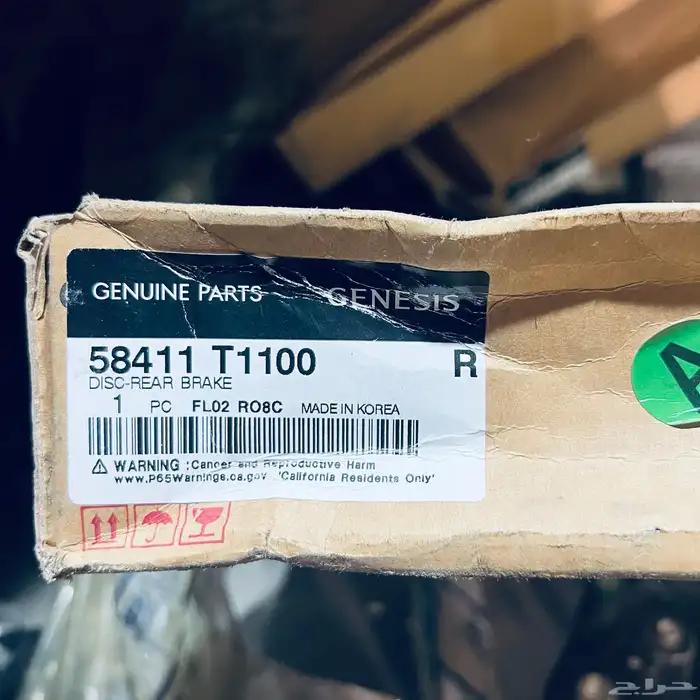 GENUINE PARTS GENESIS
58411 T1100 R
DISC-REAR BRAKE
1 PC FL02 RO8C MADE IN KOREA
⚠ WARNING :Cancer and Reproductive Harm
www.P65Warnings.ca.gov 'California Residents Only'
A
حراج